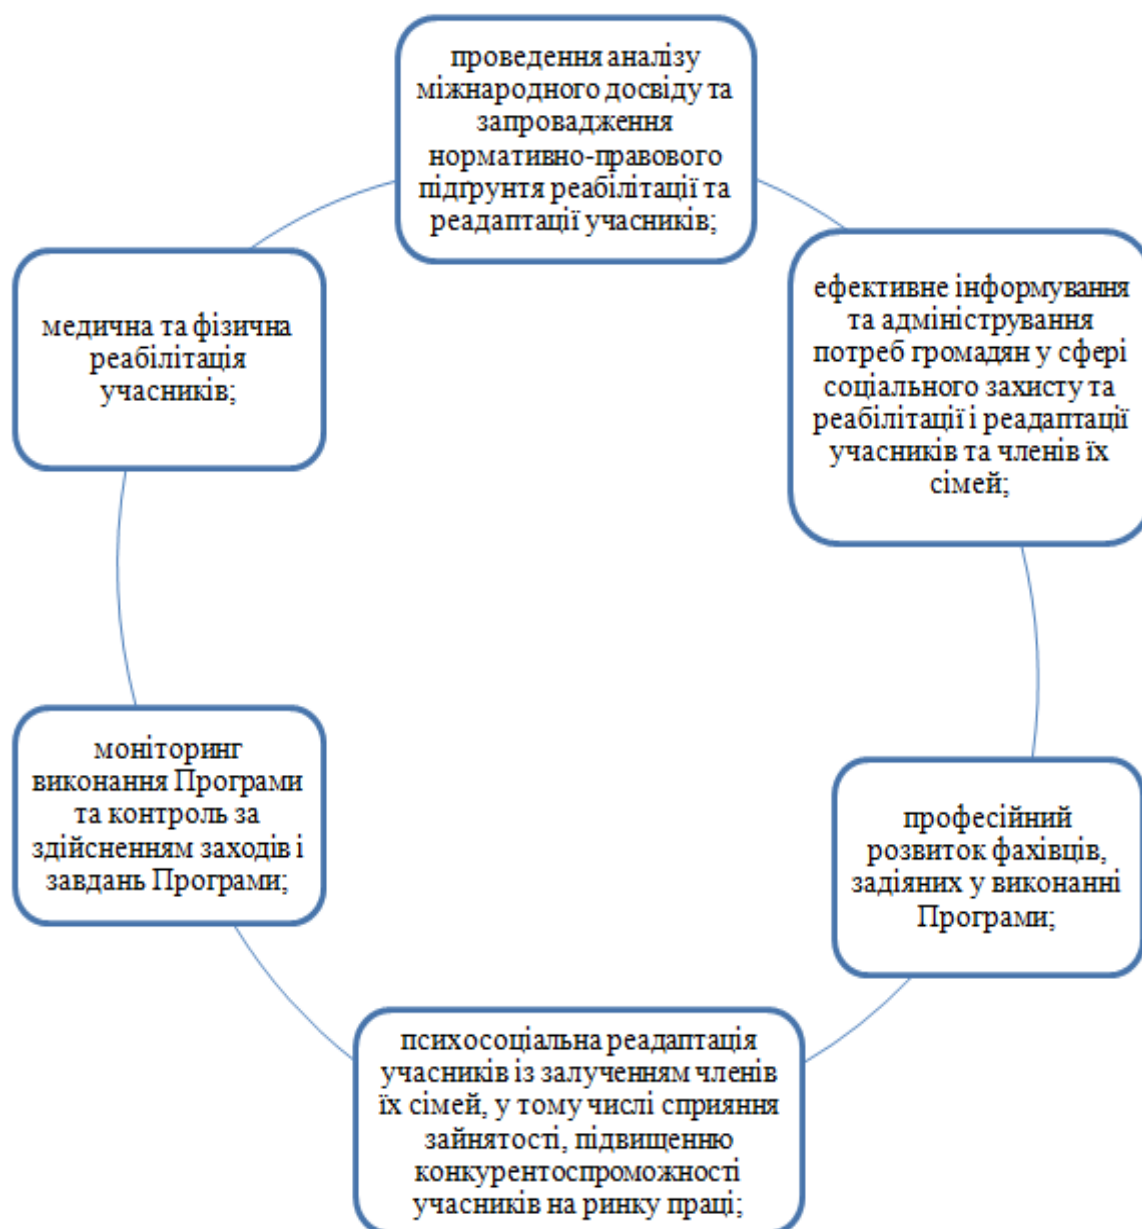 проведення аналізу
міжнародного досвіду та
запровадження
нормативно-правового
підґрунтя реабілітації та
реадаптації учасників;
ефективне інформування
та адміністрування
потреб громадян у сфері
соціального захисту та
реабілітації і реадаптації
учасників та членів їх
сімей;
професійний
розвиток фахівців,
задіяних у виконанні
Програми;
психосоціальна реадаптація
учасників із залученням членів
їх сімей, у тому числі сприяння
зайнятості, підвищенню
конкурентоспроможності
учасників на ринку праці;
моніторинг
виконання Програми
та контроль за
здійсненням заходів і
завдань Програми;
медична та фізична
реабілітація
учасників;